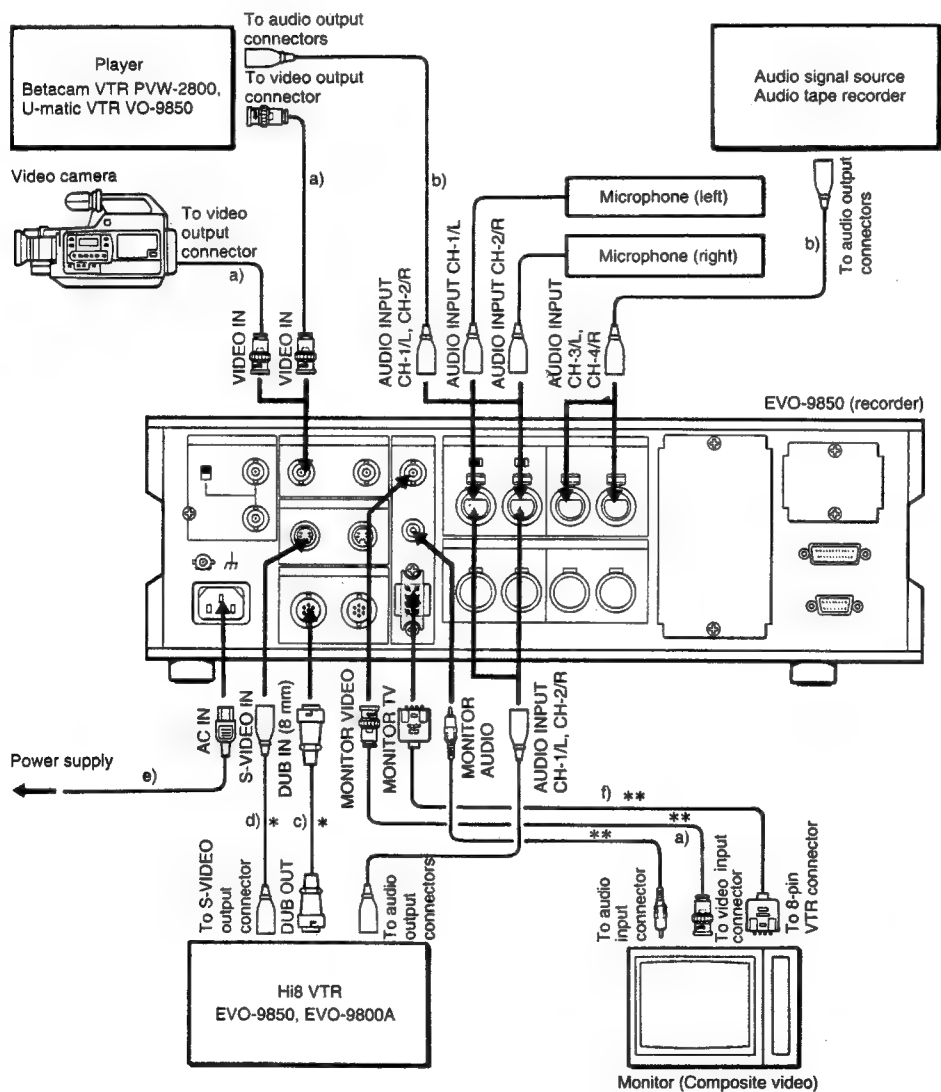 To audio output
connectors
Player
Betacam VTR PVW-2800,
U-matic VTR VO-9850
To video output
connector
Audio signal source
Audio tape recorder
Video camera
To video
output
connector
a)
a)
b)
Microphone (left)
Microphone (right)
b)
To audio output
connectors
VIDEO IN
VIDEO IN
AUDIO INPUT
CH-1/L, CH-2/R
AUDIO INPUT CH-1/L
AUDIO INPUT CH-2/R
AUDIO INPUT
CH-3/L,
CH-4/R
EVO-9850 (recorder)
AC IN
S-VIDEO IN
DUB IN (8 mm)
MONITOR VIDEO
MONITOR TV
MONITOR
AUDIO
AUDIO INPUT
CH-1/L, CH-2/R
Power supply
e)
d) *
c) *
f) **
**
a)
**
To S-VIDEO
output
connector
DUB OUT
To audio
output
connectors
To audio
input
connector
To video input
connector
To 8-pin
VTR connector
Hi8 VTR
EVO-9850, EVO-9800A
Monitor (Composite video)